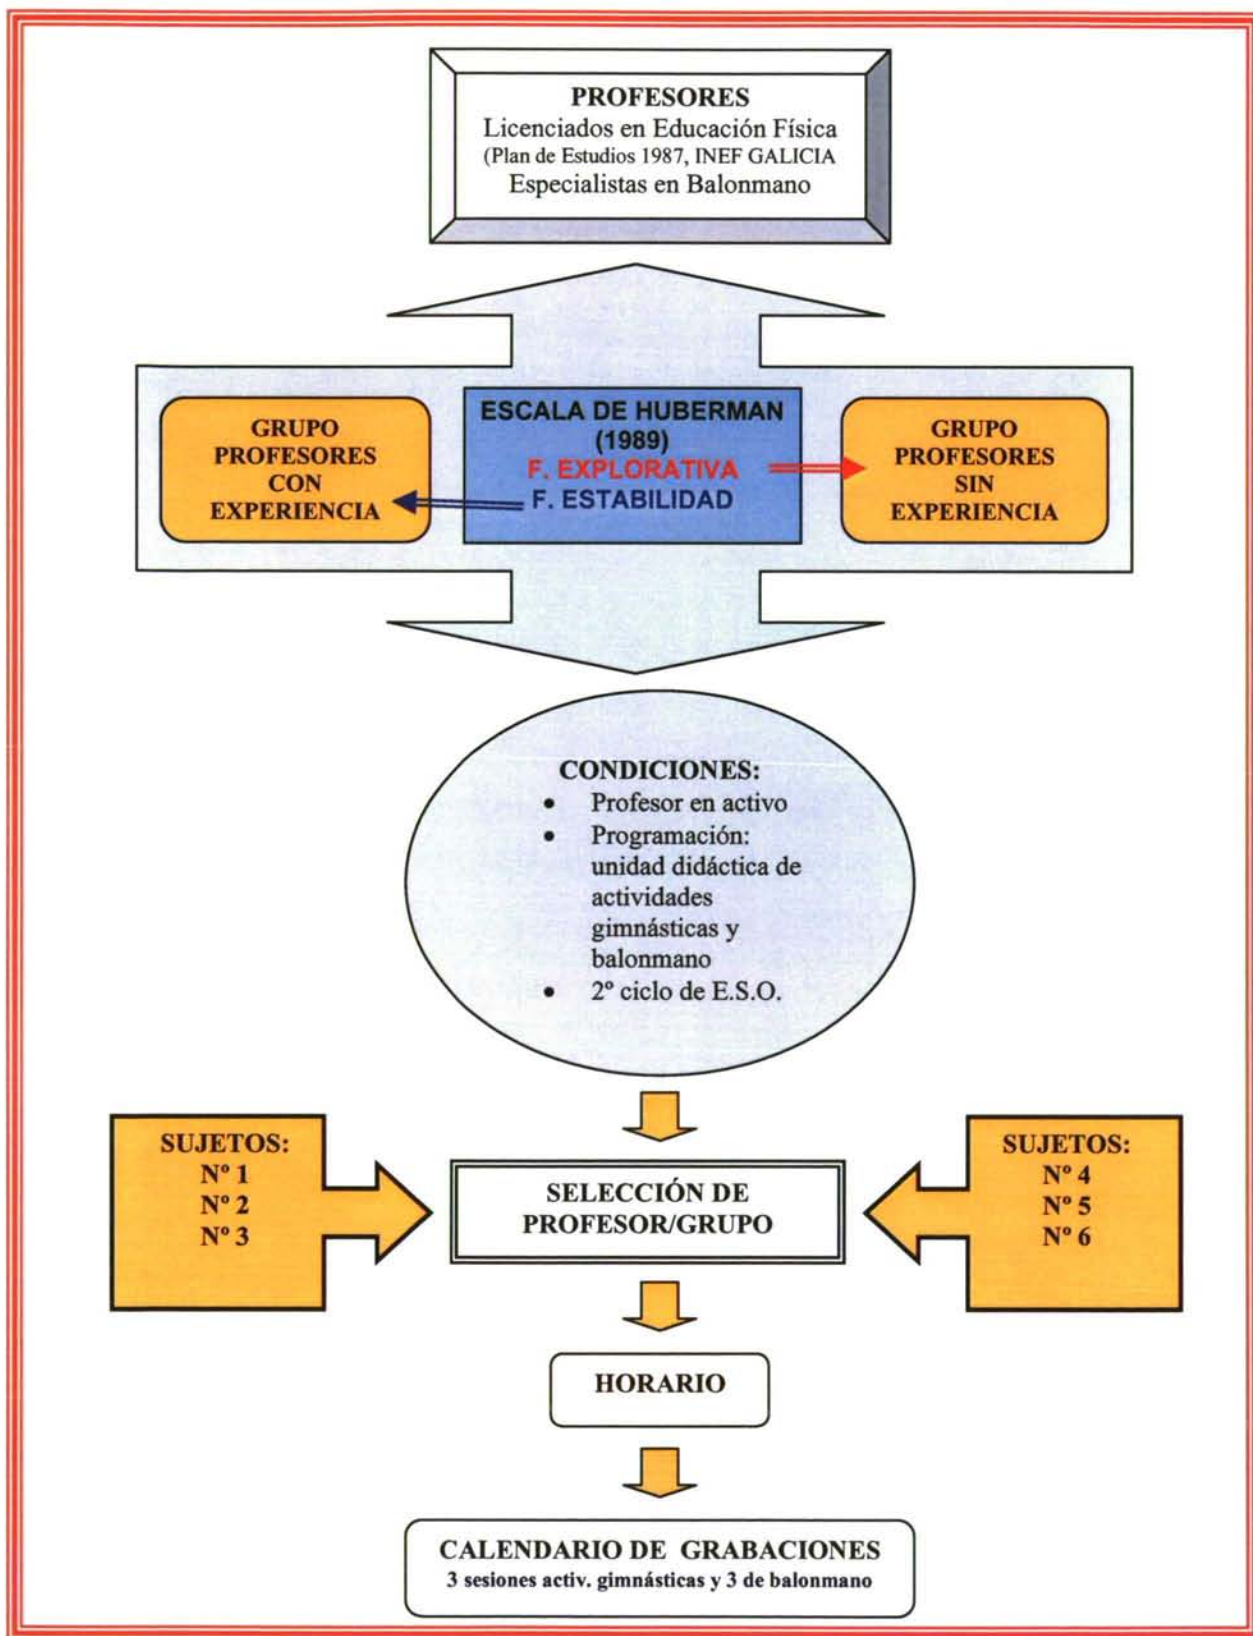 PROFESORES
Licenciados en Educación Física
(Plan de Estudios 1987, INEF GALICIA
Especialistas en Balonmano
GRUPO
PROFESORES
CON
EXPERIENCIA
ESCALA DE HUBERMAN
(1989)
F. EXPLORATIVA
F. ESTABILIDAD
GRUPO
PROFESORES
SIN
EXPERIENCIA
CONDICIONES:
• Profesor en activo
• Programación:
unidad didáctica de
actividades
gimnásticas y
balonmano
• 2º ciclo de E.S.O.
SUJETOS:
Nº 1
Nº 2
Nº 3
SELECCIÓN DE
PROFESOR/GRUPO
SUJETOS:
Nº 4
Nº 5
Nº 6
HORARIO
CALENDARIO DE GRABACIONES
3 sesiones activ. gimnásticas y 3 de balonmano